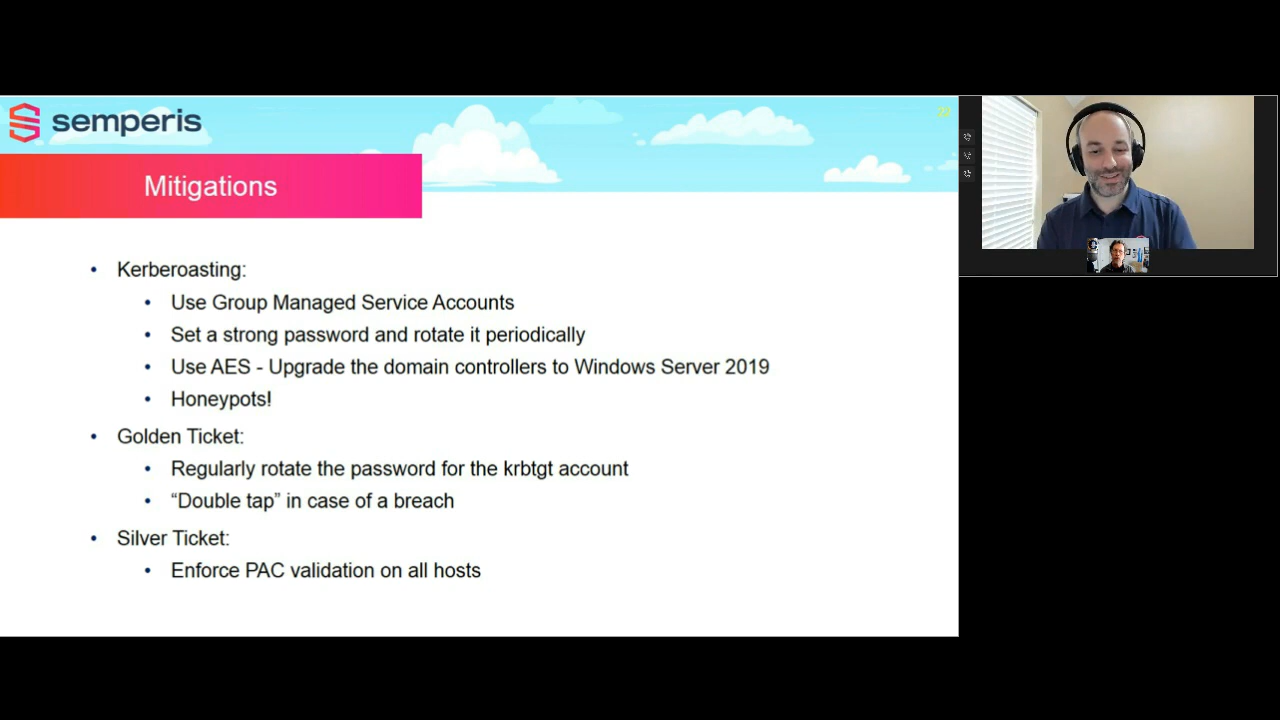 semperis
Mitigations
• Kerberoasting:
• Use Group Managed Service Accounts
• Set a strong password and rotate it periodically
• Use AES - Upgrade the domain controllers to Windows Server 2019
• Honeypots!
• Golden Ticket:
• Regularly rotate the password for the krbtgt account
• “Double tap” in case of a breach
• Silver Ticket:
• Enforce PAC validation on all hosts